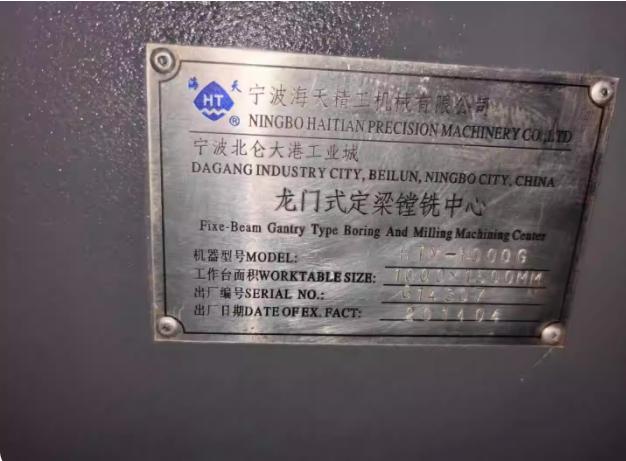 海天
HT ®
宁波海天精工机械有限公司
NINGBO HAITIAN PRECISION MACHINERY CO.,LTD
宁波北仑大港工业城
DAGANG INDUSTRY CITY, BEILUN, NINGBO CITY, CHINA
龙门式定梁镗铣中心
Fixe-Beam Gantry Type Boring And Milling Machining Center
机器型号MODEL:
工作台面积WORKTABLE SIZE:
出厂编号SERIAL NO.:
出厂日期DATE OF EX. FACT: 201404